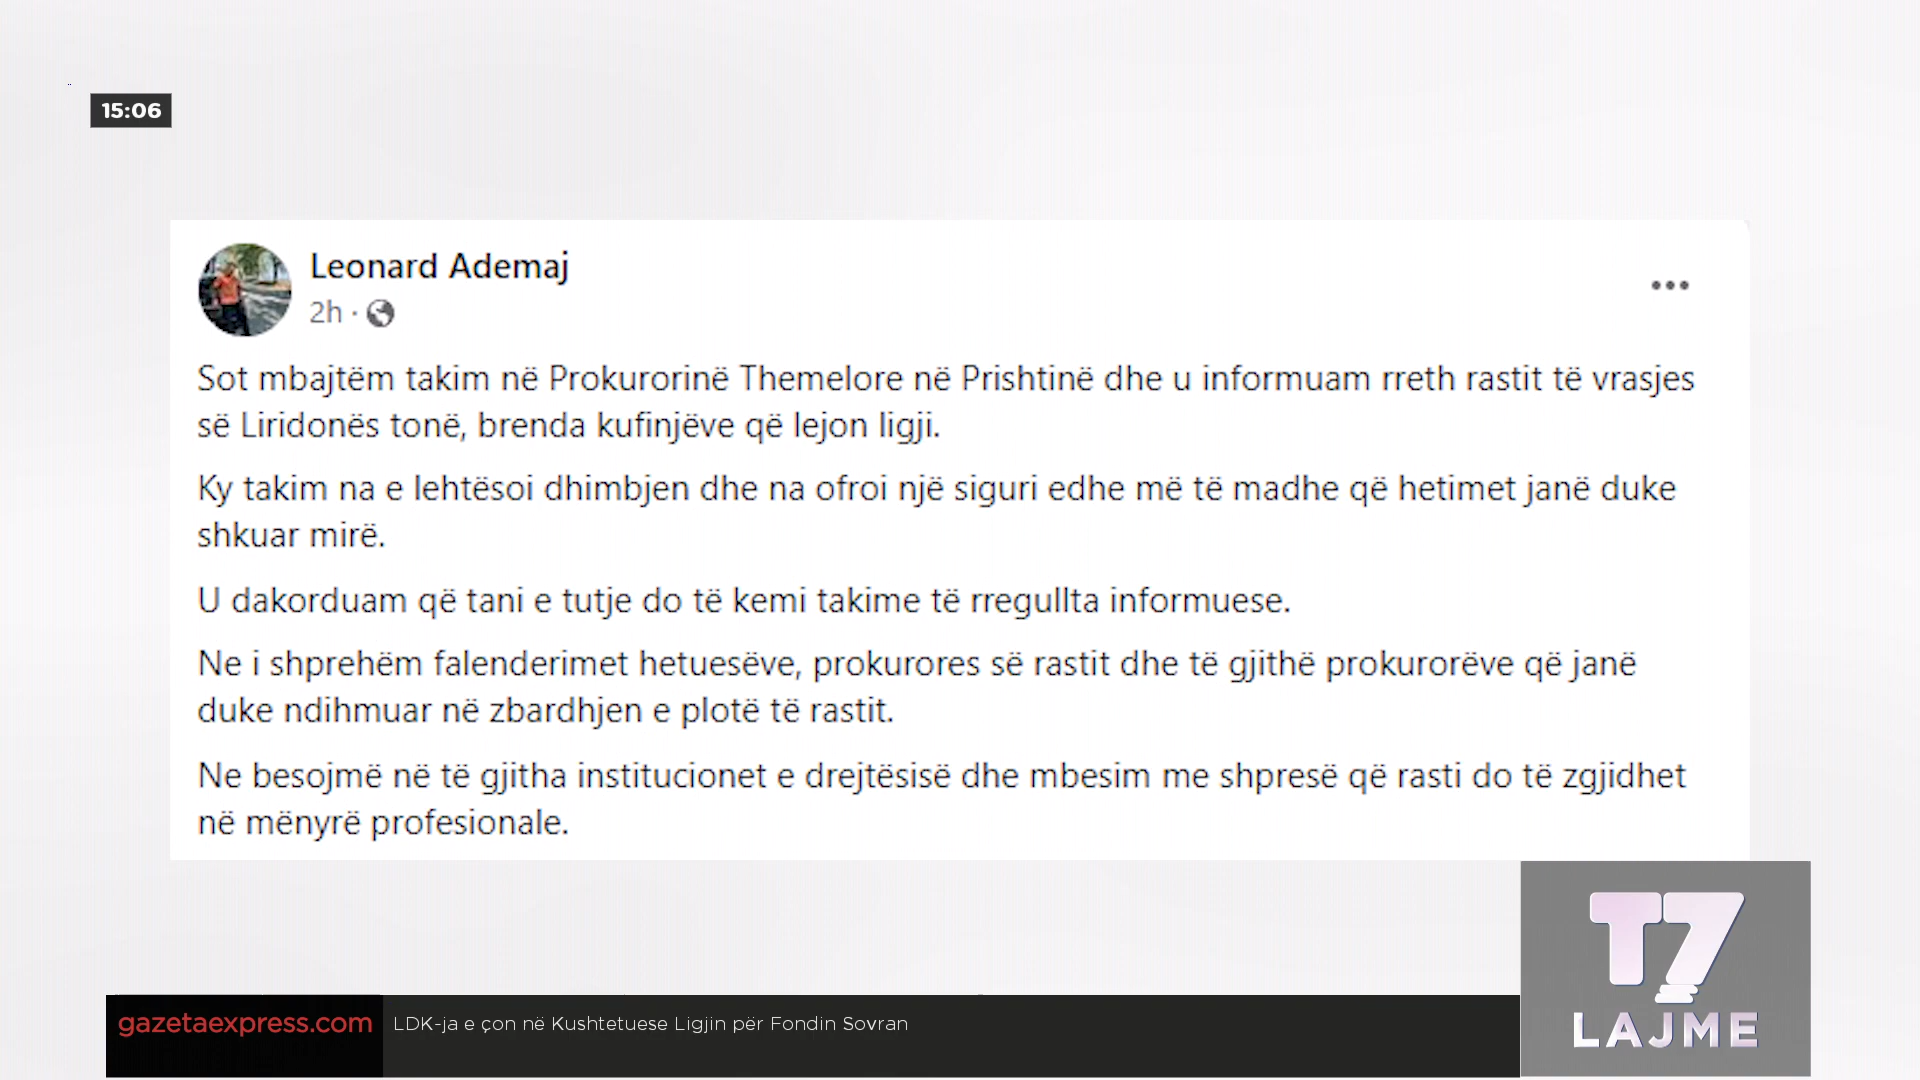 15:06
Leonard Ademaj
2h ·
Sot mbajtëm takim në Prokurorinë Themelore në Prishtinë dhe u informuam rreth rastit të vrasjes
së Liridonës tonë, brenda kufinjëve që lejon ligji.
Ky takim na e lehtësoi dhimbjen dhe na ofroi një siguri edhe më të madhe që hetimet janë duke
shkuar mirë.
U dakorduam që tani e tutje do të kemi takime të rregullta informuese.
Ne i shprehëm falenderimet hetuesëve, prokurores së rastit dhe të gjithë prokurorëve që janë
duke ndihmuar në zbardhjen e plotë të rastit.
Ne besojmë në të gjitha institucionet e drejtësisë dhe mbesim me shpresë që rasti do të zgjidhet
në mënyrë profesionale.
T7
LAJME
gazetaexpress.com LDK-ja e çon në Kushtetuese Ligjin për Fondin Sovran